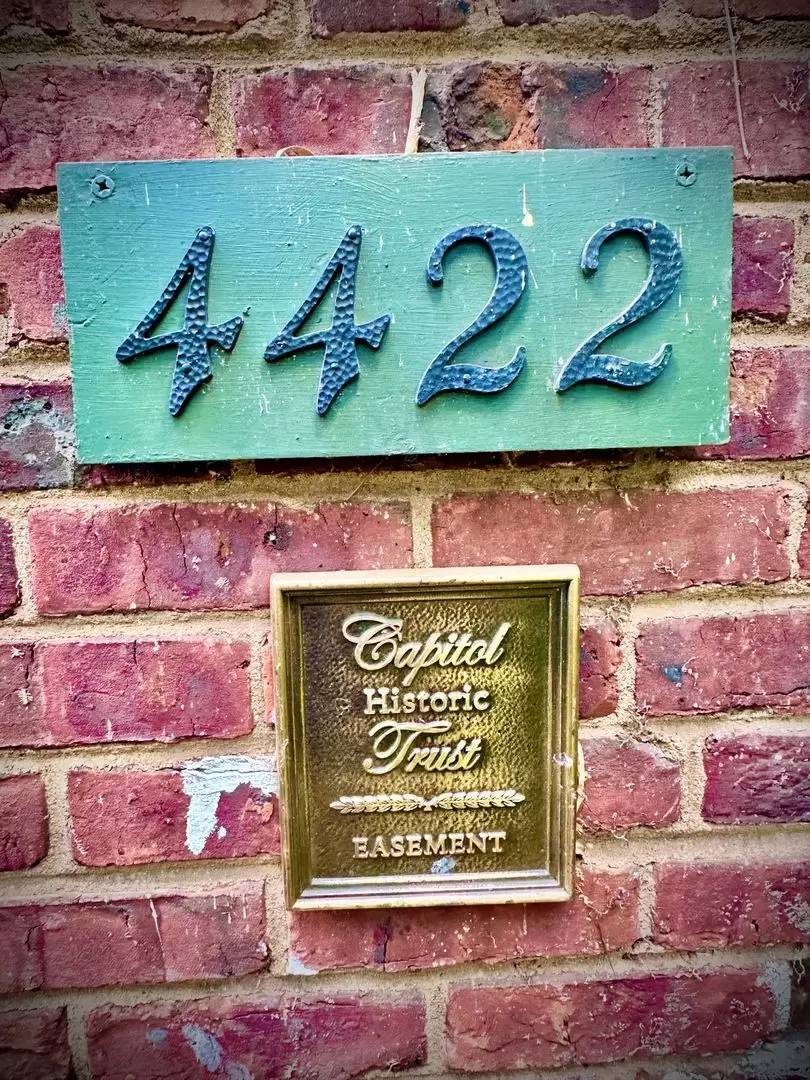 4422
Capitol
Historic
Trust
EASEMENT